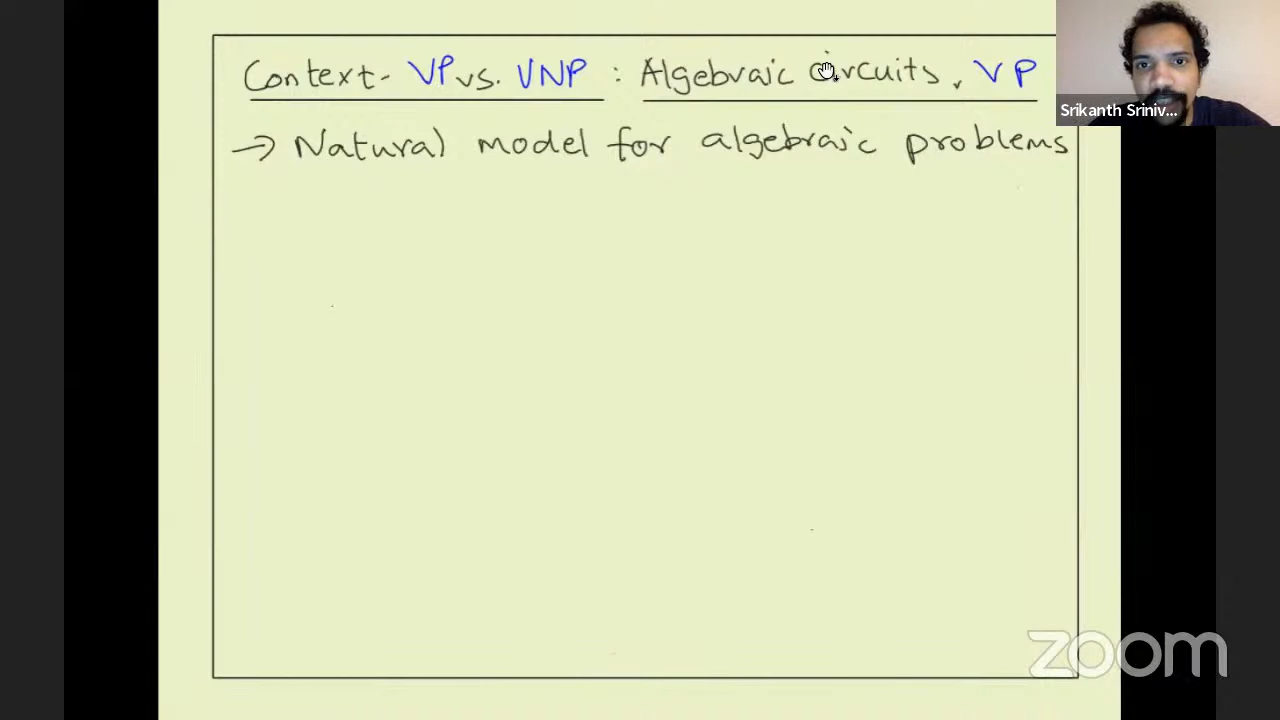 Context - VP vs. VNP : Algebraic circuits, VP
→ Natural model for algebraic problems
Srikanth Sriniv...
zoom